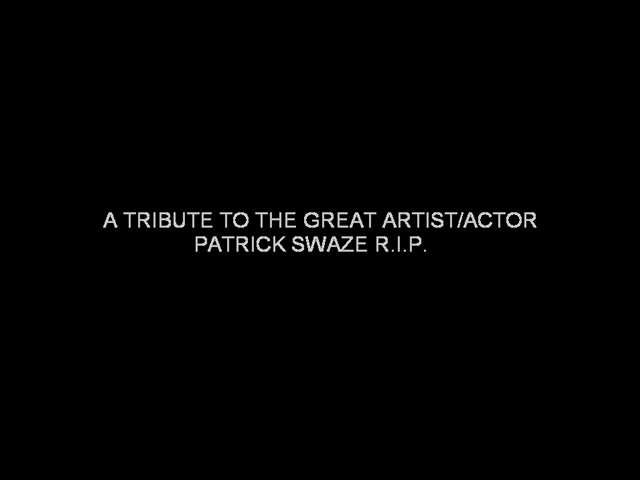 A TRIBUTE TO THE GREAT ARTIST/ACTOR
PATRICK SWAZE R.I.P.